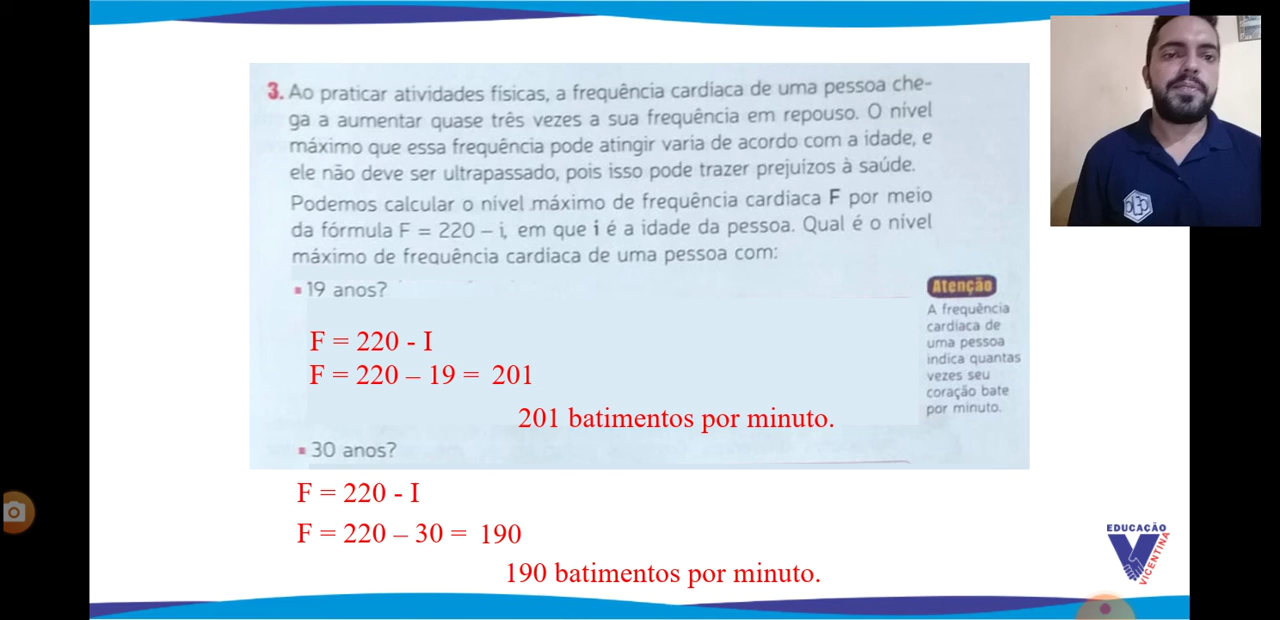 3. Ao praticar atividades físicas, a frequência cardíaca de uma pessoa che-
ga a aumentar quase três vezes a sua frequência em repouso. O nível
máximo que essa frequência pode atingir varia de acordo com a idade, e
ele não deve ser ultrapassado, pois isso pode trazer prejuízos à saúde.
Podemos calcular o nível máximo de frequência cardíaca F por meio
da fórmula F = 220 – i, em que i é a idade da pessoa. Qual é o nível
máximo de frequência cardíaca de uma pessoa com:
▪ 19 anos?
F = 220 - I
F = 220 – 19 = 201
201 batimentos por minuto.
Atenção
A frequência
cardíaca de
uma pessoa
indica quantas
vezes seu
coração bate
por minuto.
▪ 30 anos?
F = 220 - I
F = 220 – 30 = 190
190 batimentos por minuto.
EDUCAÇÃO
VICENTINA